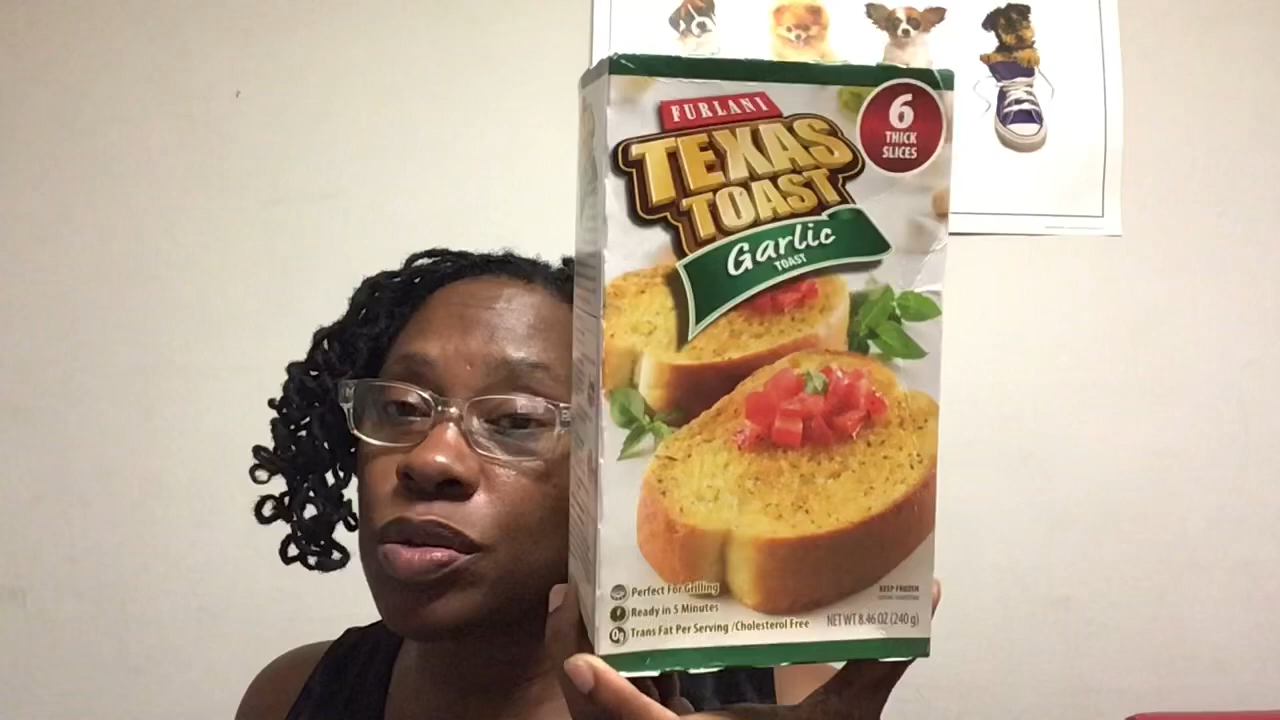 FURLANI
TEXAS
TOAST
Garlic
TOAST
6
THICK
SLICES
Perfect For Grilling
Ready in 5 Minutes
0g Trans Fat Per Serving / Cholesterol Free
KEEP FROZEN
NET WT 8.46 OZ (240 g)